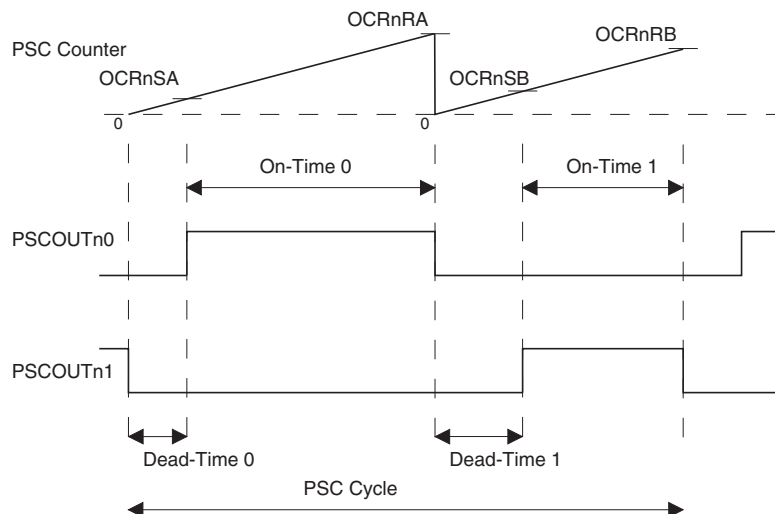 OCRnRA
OCRnRB
PSC Counter
OCRnSA
OCRnSB
0
0
On-Time 0
On-Time 1
PSCOUTn0
PSCOUTn1
Dead-Time 0
Dead-Time 1
PSC Cycle